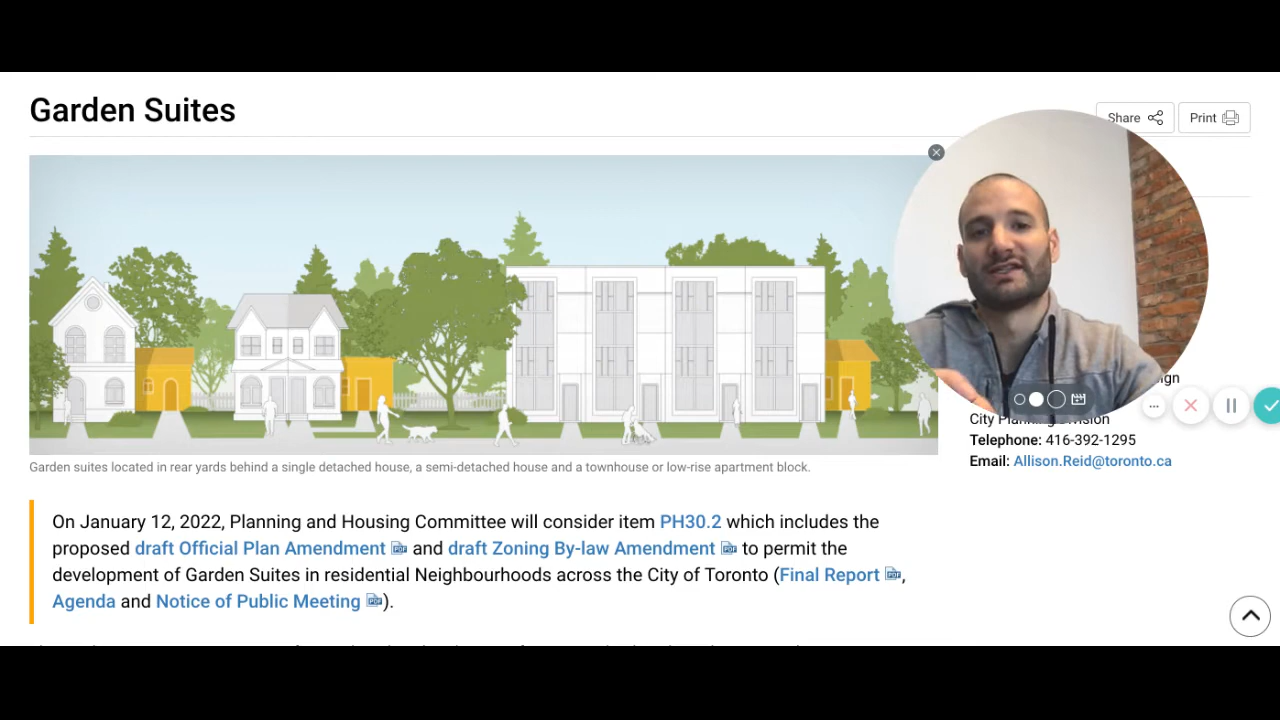 Garden Suites
Share
Print
Garden suites located in rear yards behind a single detached house, a semi-detached house and a townhouse or low-rise apartment block.
City Planning Division
Telephone: 416-392-1295
Email: Allison.Reid@toronto.ca
On January 12, 2022, Planning and Housing Committee will consider item PH30.2 which includes the
proposed draft Official Plan Amendment and draft Zoning By-law Amendment to permit the
development of Garden Suites in residential Neighbourhoods across the City of Toronto (Final Report,
Agenda and Notice of Public Meeting).